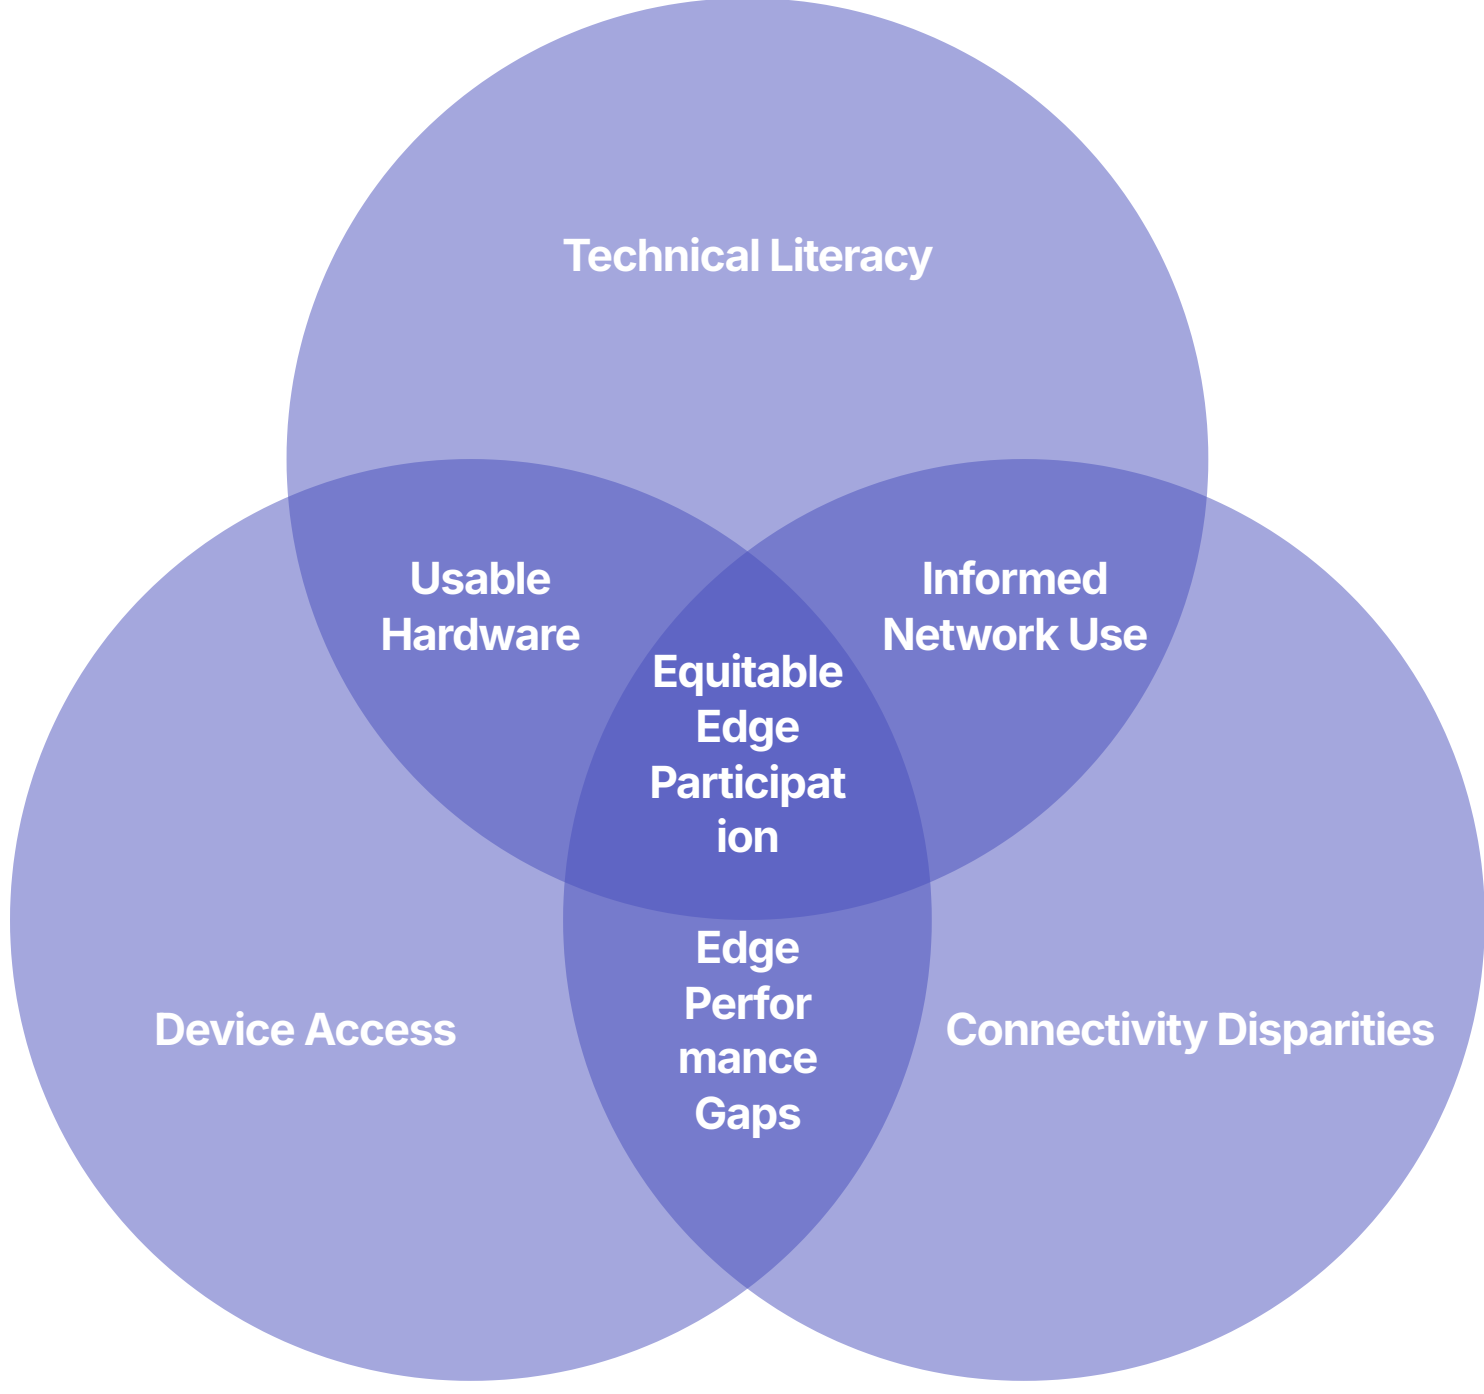 Technical Literacy
Usable
Hardware
Informed
Network Use
Equitable
Edge
Participat
ion
Edge
Perfor
mance
Gaps
Device Access
Connectivity Disparities